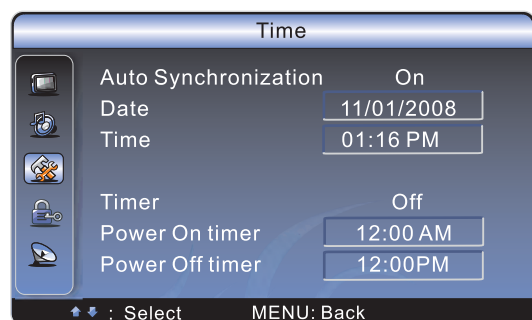 Time
Auto Synchronization On
Date 11/01/2008
Time 01:16 PM
Timer Off
Power On timer 12:00 AM
Power Off timer 12:00PM
: Select MENU: Back